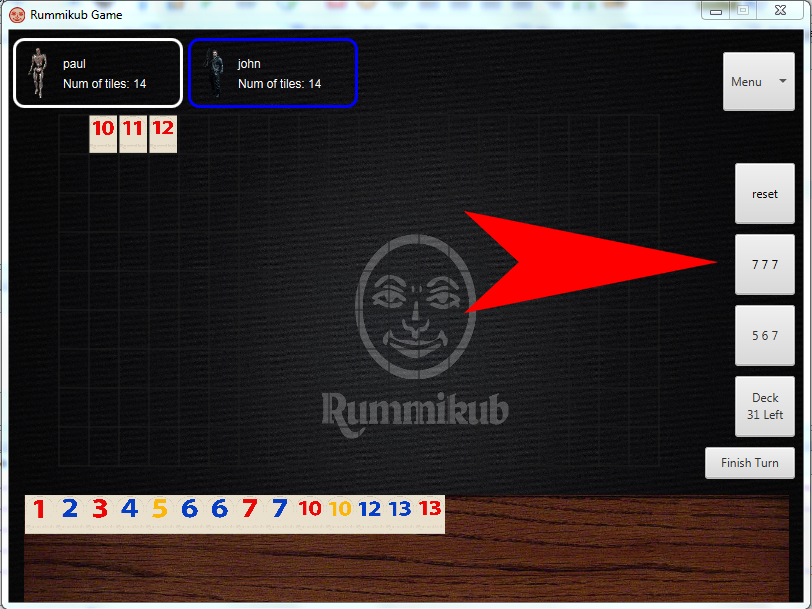 Rummikub Game
paul
Num of tiles: 14
john
Num of tiles: 14
Menu
10 11 12
reset
7 7 7
5 6 7
Rummikub
Deck
31 Left
Finish Turn
1 2 3 4 5 6 6 7 7 10 10 12 13 13